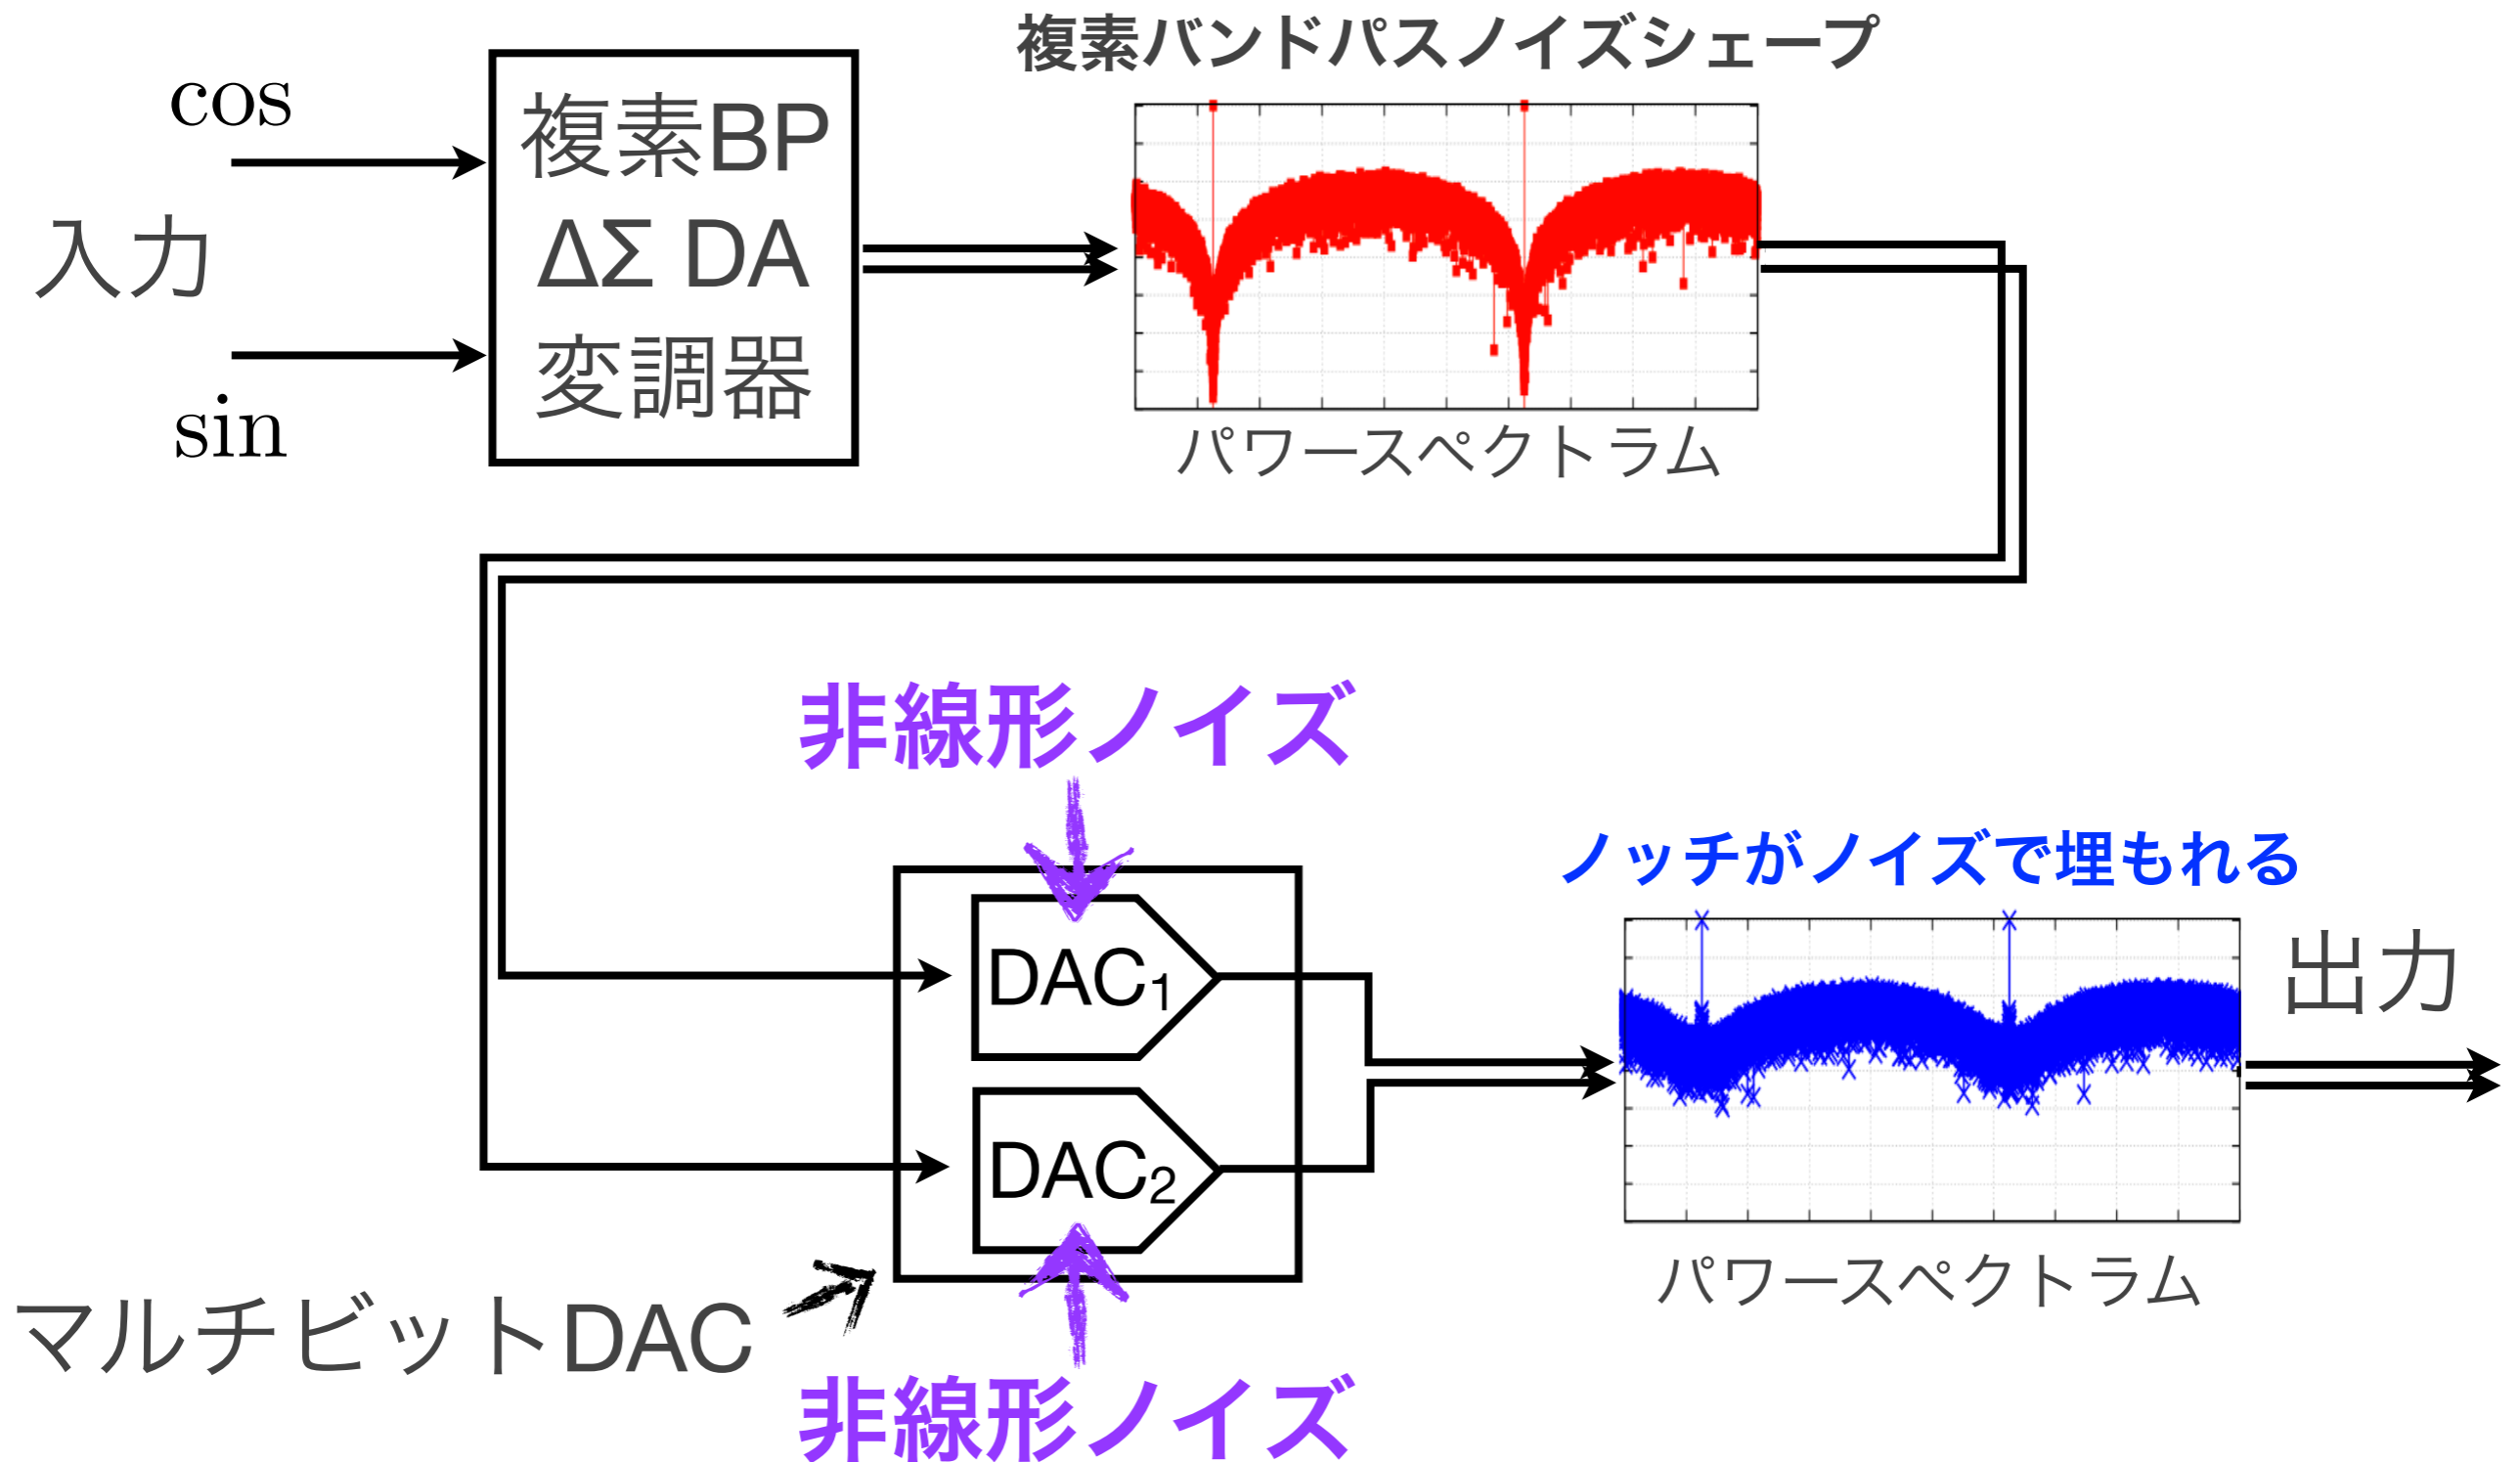 複素バンドパスノイズシェープ
cos
入力
sin
複素BP
ΔΣ DA
変調器
パワースペクトラム
非線形ノイズ
DAC1
DAC2
マルチビットDAC
非線形ノイズ
ノッチがノイズで埋もれる
出力
パワースペクトラム